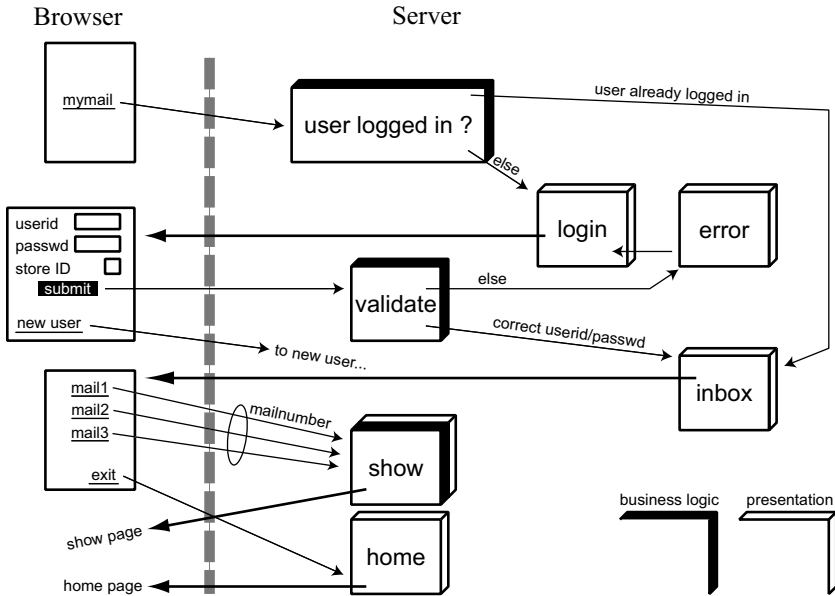 Browser
Server
mymail
user logged in ?
user already logged in
else
login
error
userid
passwd
store ID
submit
new user
validate
else
correct userid/passwd
to new user...
inbox
mail1
mail2
mail3
exit
mailnumber
show
show page
home
home page
business logic
presentation